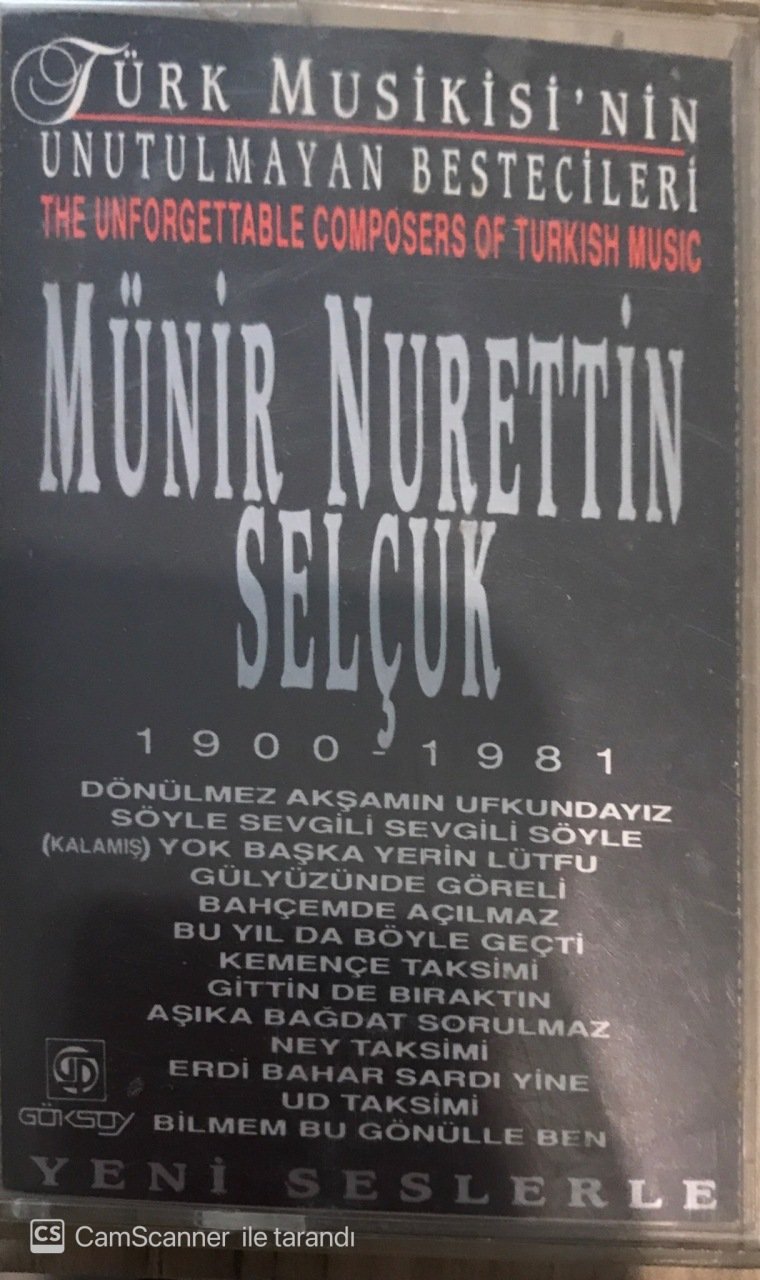 TÜRK MUSİKİSİ'NİN
UNUTULMAYAN BESTECİLERİ
THE UNFORGETTABLE COMPOSERS OF TURKISH MUSIC
MÜNİR NURETTİN
SELÇUK
1900-1981
DÖNÜLMEZ AKŞAMIN UFKUNDAYIZ
SÖYLE SEVGİLİ SEVGİLİ SÖYLE
(KALAMIŞ) YOK BAŞKA YERİN LÜTFU
GÜLYÜZÜNDE GÖRELİ
BAHÇEMDE AÇILMAZ
BU YIL DA BÖYLE GEÇTİ
KEMENÇE TAKSİMİ
GİTTİN DE BIRAKTIN
AŞIKA BAĞDAT SORULMAZ
NEY TAKSİMİ
ERDİ BAHAR SARDI YİNE
UD TAKSİMİ
GÖKSOY BİLMEM BU GÖNÜLLE BEN
YENİ SESLERLE
CS CamScanner ile tarandı